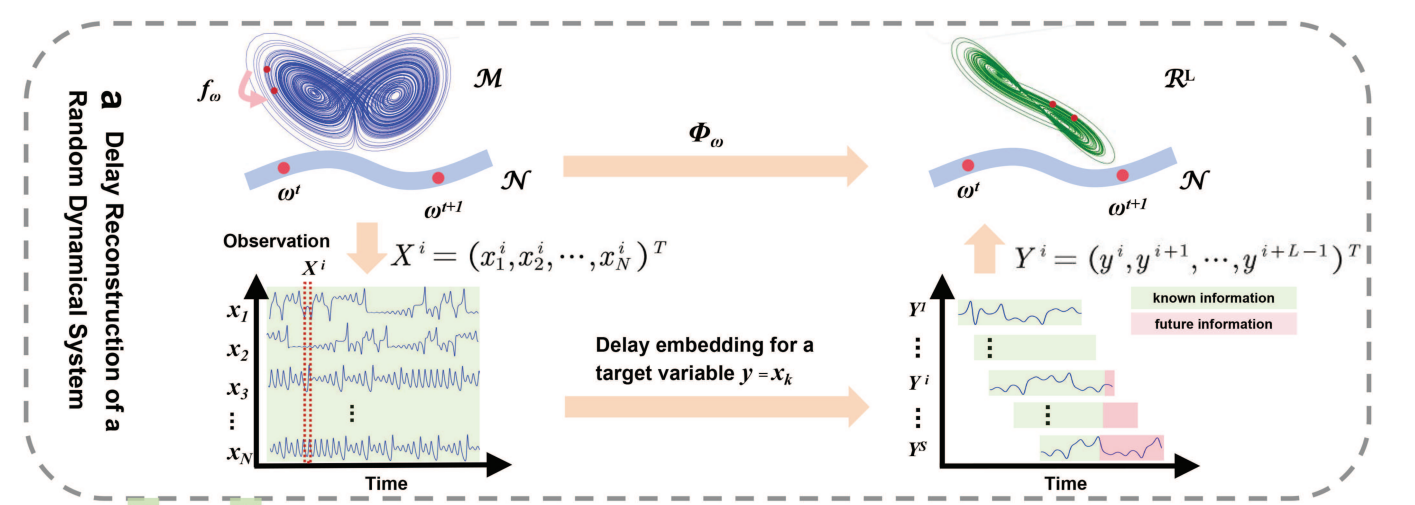 a Delay Reconstruction of a
Random Dynamical System
f_ω
ℳ
𝒩
ω^t
ω^{t+1}
Φ_ω
ℛ^L
𝒩
ω^t
ω^{t+1}
Observation
X^i = (x_1^i, x_2^i, ⋯, x_N^i)^T
X^i
x_1
x_2
x_3
⋮
x_N
⋮
Time
Delay embedding for a
target variable y = x_k
Y^i = (y^i, y^{i+1}, ⋯, y^{i+L-1})^T
known information
future information
Y^1
⋮
⋮
Y^i
⋮
⋮
Y^S
Time